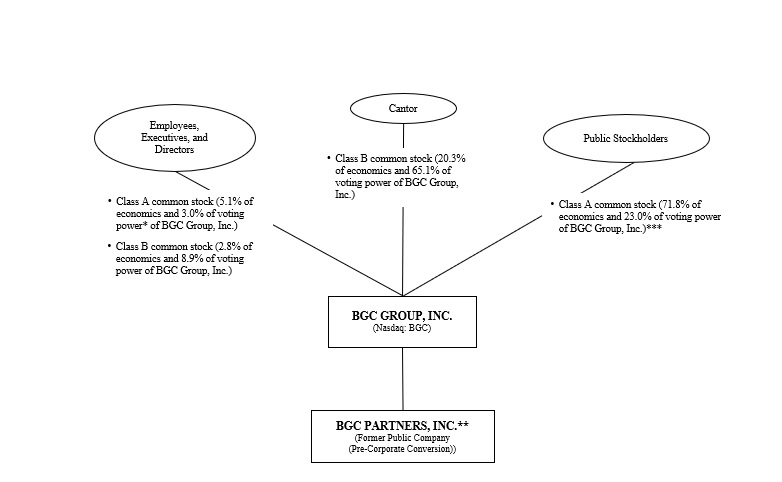 Cantor
Employees,
Executives, and
Directors
Public Stockholders
• Class B common stock (20.3%
of economics and 65.1% of
voting power of BGC Group,
Inc.)
• Class A common stock (5.1% of
economics and 3.0% of voting
power* of BGC Group, Inc.)
• Class B common stock (2.8% of
economics and 8.9% of voting
power of BGC Group, Inc.)
• Class A common stock (71.8% of
economics and 23.0% of voting power
of BGC Group, Inc.)***
BGC GROUP, INC.
(Nasdaq: BGC)
BGC PARTNERS, INC.**
(Former Public Company
(Pre-Corporate Conversion))